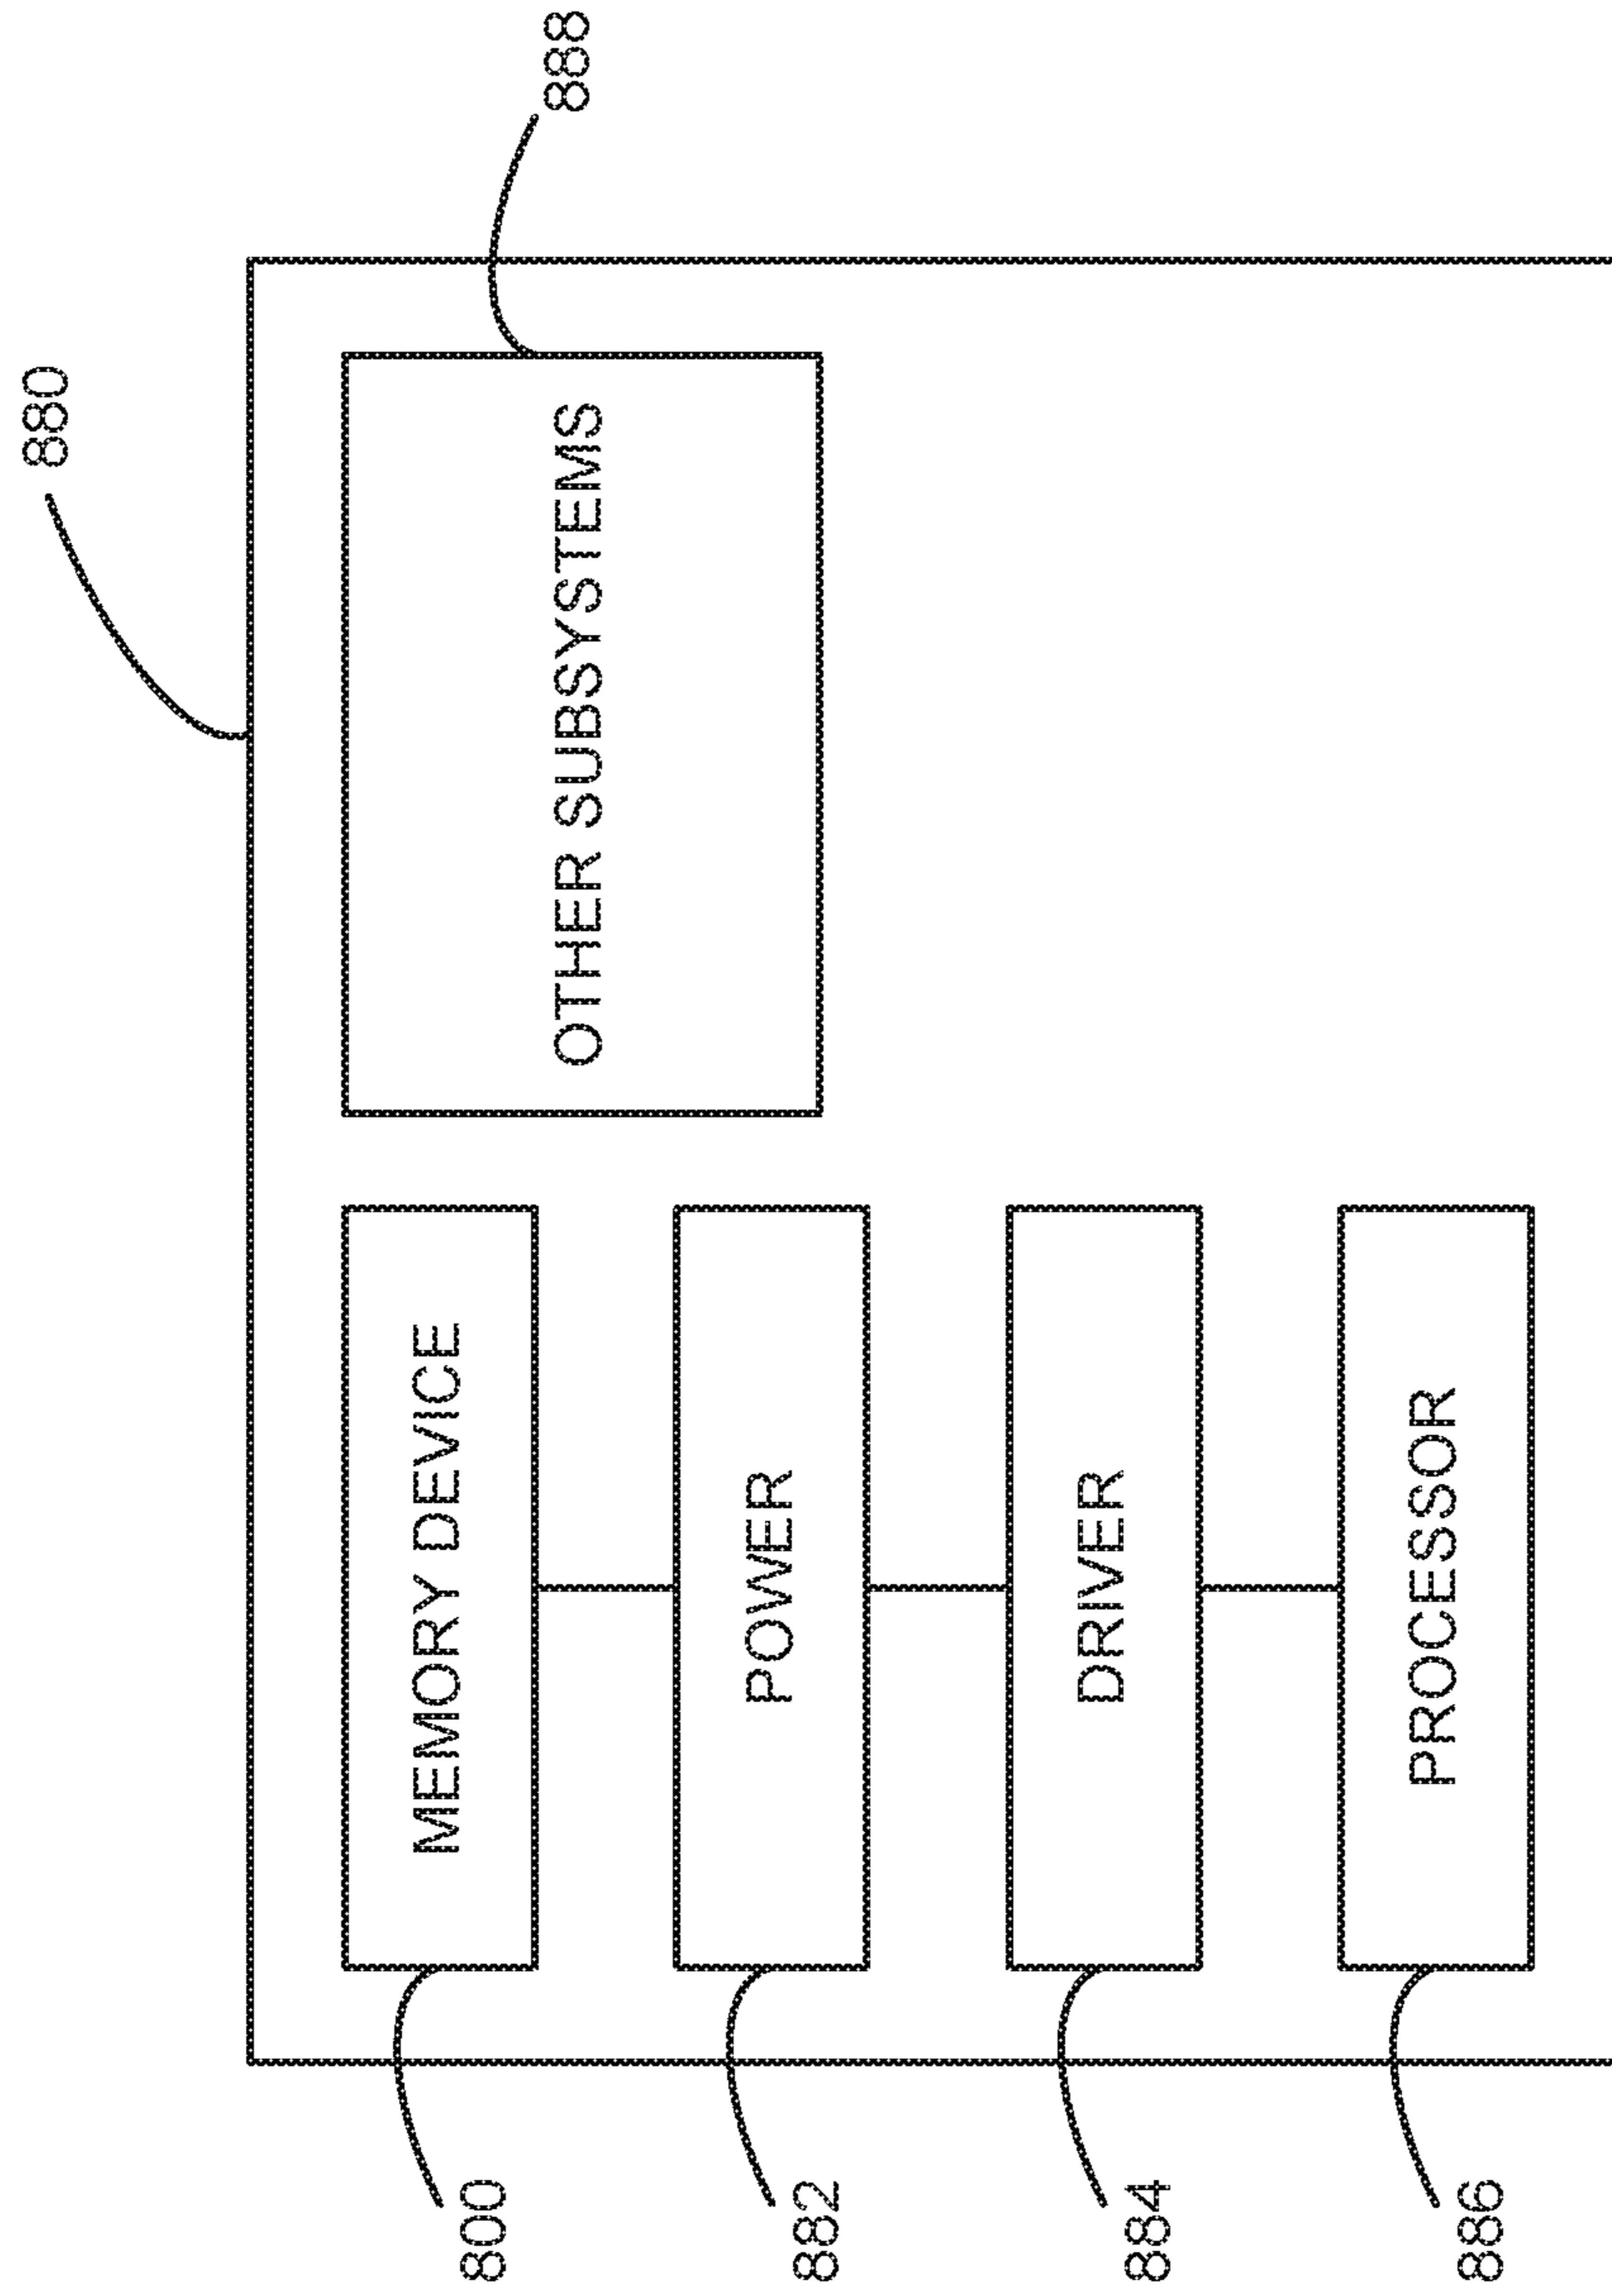 880
800
MEMORY DEVICE
OTHER SUBSYSTEMS
888
882
POWER
884
DRIVER
886
PROCESSOR